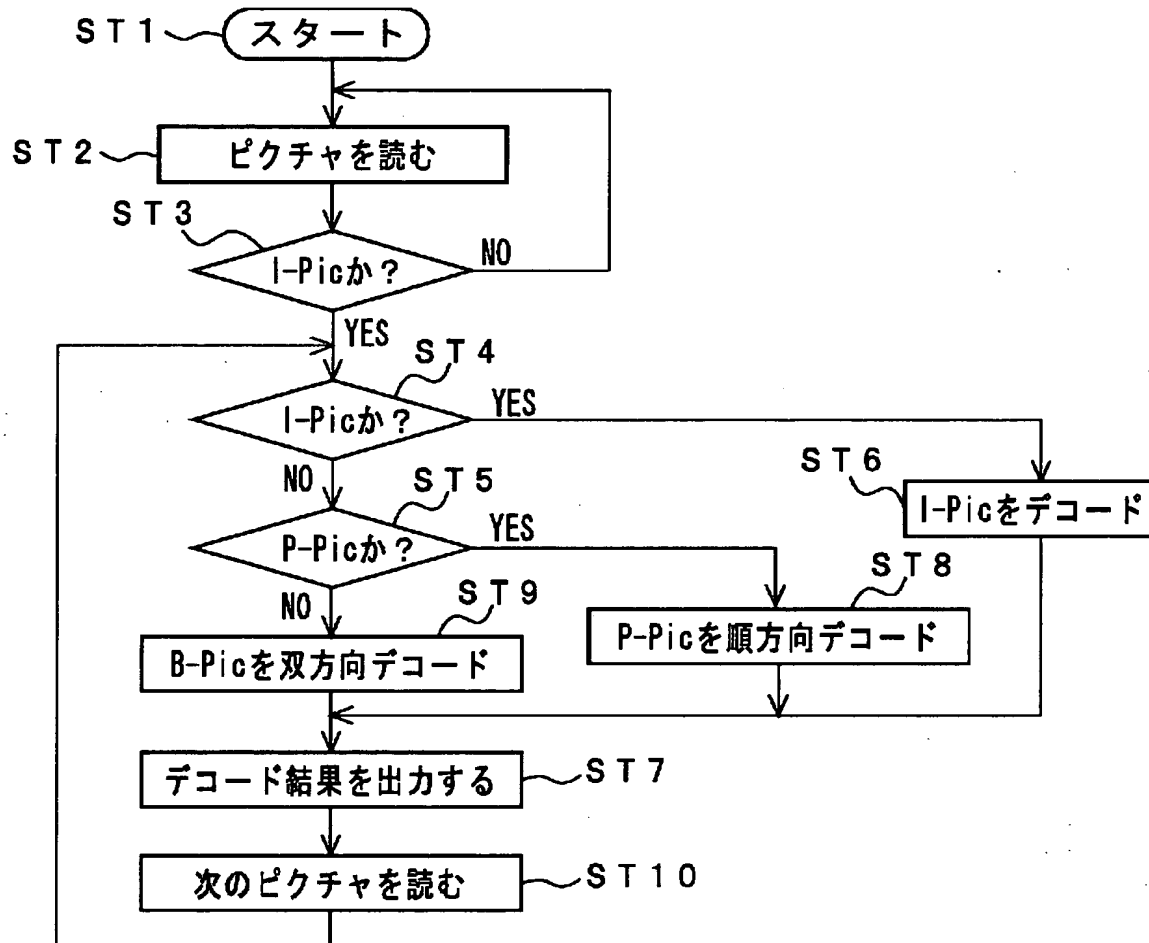 ST1
スタート
ST2
ピクチャを読む
ST3
I-Picか?
NO
YES
ST4
I-Picか?
YES
NO
ST6
I-Picをデコード
ST5
P-Picか?
YES
NO
ST8
P-Picを順方向デコード
ST9
B-Picを双方向デコード
デコード結果を出力する
ST7
次のピクチャを読む
ST10